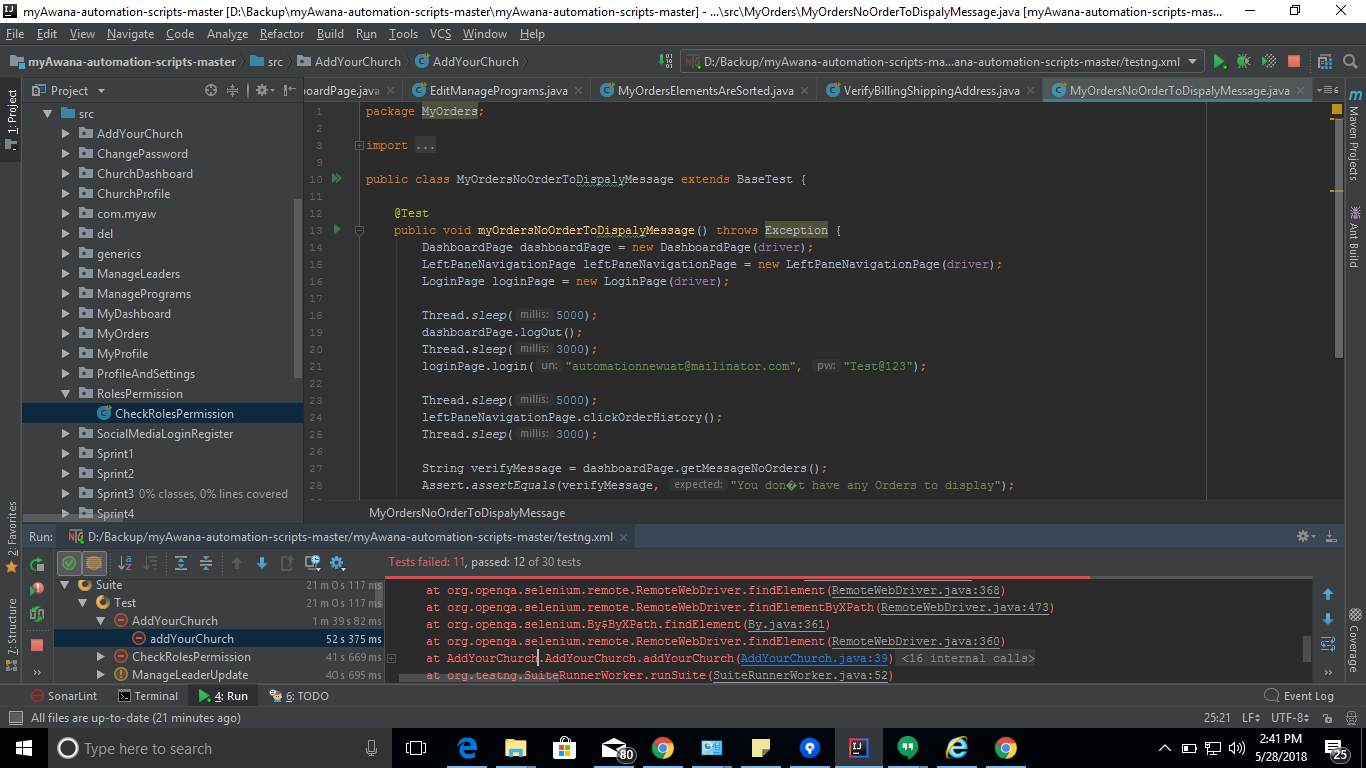 myAwana-automation-scripts-master [D:\Backup\myAwana-automation-scripts-master\myAwana-automation-scripts-master] - ...\src\MyOrders\MyOrdersNoOrderToDispalyMessage.java [myAwana-automation-scripts-mas...
File Edit View Navigate Code Analyze Refactor Build Run Tools VCS Window Help
myAwana-automation-scripts-master src AddYourChurch AddYourChurch D:/Backup/myAwana-automation-scripts-ma...ana-automation-scripts-master/testng.xml
1: Project
Project
boardPage.java EditManagePrograms.java MyOrdersElementsAreSorted.java VerifyBillingShippingAddress.java MyOrdersNoOrderToDispalyMessage.java
src
AddYourChurch
ChangePassword
ChurchDashboard
ChurchProfile
com.myaw
del
generics
ManageLeaders
ManagePrograms
MyDashboard
MyOrders
MyProfile
ProfileAndSettings
RolesPermission
CheckRolesPermission
SocialMediaLoginRegister
Sprint1
Sprint2
Sprint3 0% classes, 0% lines covered
Sprint4
1 package MyOrders;
2
3 import ...
9
10 public class MyOrdersNoOrderToDispalyMessage extends BaseTest {
11
12 @Test
13 public void myOrdersNoOrderToDispalyMessage() throws Exception {
14 DashboardPage dashboardPage = new DashboardPage(driver);
15 LeftPaneNavigationPage leftPaneNavigationPage = new LeftPaneNavigationPage(driver);
16 LoginPage loginPage = new LoginPage(driver);
17
18 Thread.sleep( millis: 5000);
19 dashboardPage.logOut();
20 Thread.sleep( millis: 3000);
21 loginPage.login( un: "automationnewuat@mailinator.com", pw: "Test@123");
22
23 Thread.sleep( millis: 5000);
24 leftPaneNavigationPage.clickOrderHistory();
25 Thread.sleep( millis: 3000);
26
27 String verifyMessage = dashboardPage.getMessageNoOrders();
28 Assert.assertEquals(verifyMessage, expected: "You don�t have any Orders to display");
MyOrdersNoOrderToDispalyMessage
Maven Projects
Ant Build
Coverage
2: Favorites
7: Structure
Run: D:/Backup/myAwana-automation-scripts-master/myAwana-automation-scripts-master/testng.xml
Tests failed: 11, passed: 12 of 30 tests
Suite 21 m 0 s 117 ms
Test 21 m 0 s 117 ms
AddYourChurch 1 m 39 s 82 ms
addYourChurch 52 s 375 ms
CheckRolesPermission 41 s 669 ms
ManageLeaderUpdate 40 s 695 ms
at org.openqa.selenium.remote.RemoteWebDriver.findElement(RemoteWebDriver.java:368)
at org.openqa.selenium.remote.RemoteWebDriver.findElementByXPath(RemoteWebDriver.java:473)
at org.openqa.selenium.By$ByXPath.findElement(By.java:361)
at org.openqa.selenium.remote.RemoteWebDriver.findElement(RemoteWebDriver.java:360)
at AddYourChurch.AddYourChurch.addYourChurch(AddYourChurch.java:39) <16 internal calls>
at org.testng.SuiteRunnerWorker.runSuite(SuiteRunnerWorker.java:52)
SonarLint Terminal 4: Run 6: TODO Event Log
All files are up-to-date (21 minutes ago) 25:21 LF UTF-8
Type here to search
80
2:41 PM
5/28/2018
25